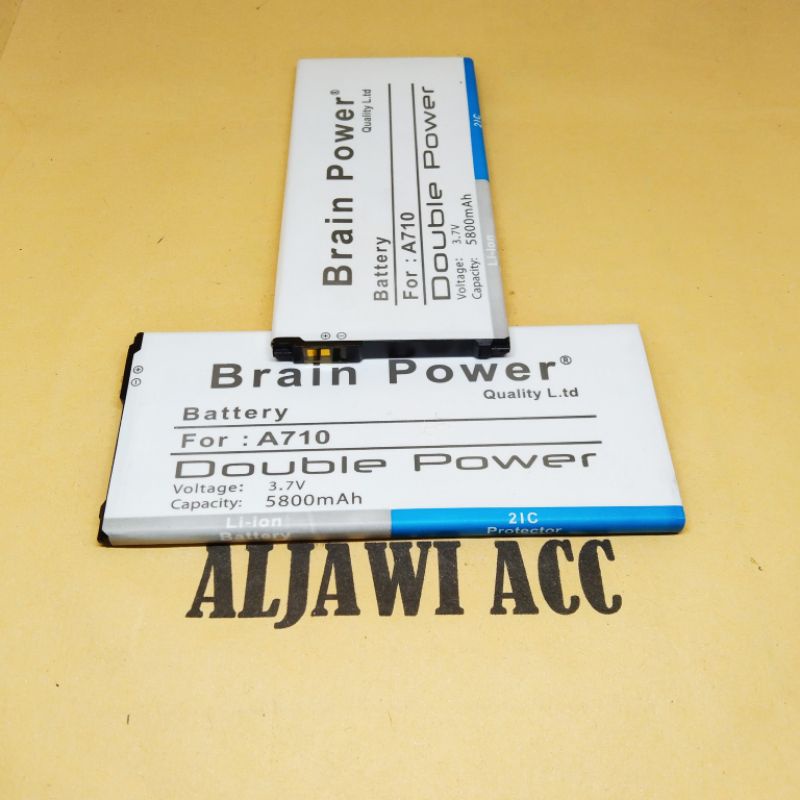 Brain Power®
Quality L.td
Battery
For : A710
Double Power
Voltage: 3.7V
Capacity: 5800mAh
Li-ion
2IC
Brain Power®
Quality L.td
Battery
For : A710
Double Power
Voltage: 3.7V
Capacity: 5800mAh
Li-ion
Battery
2IC
Protector
ALJAWI ACC